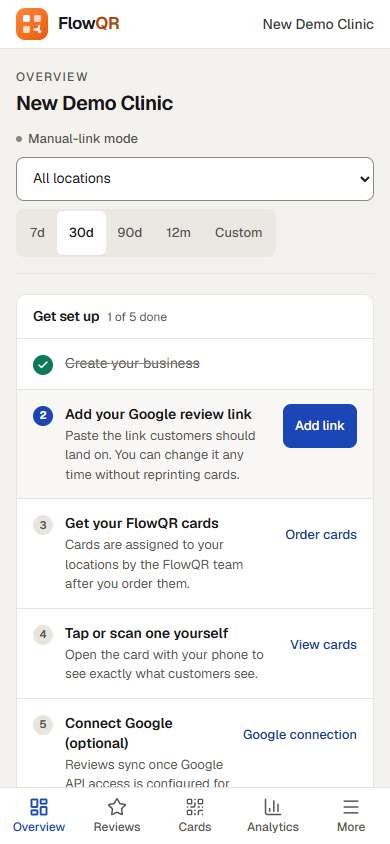 FlowQR
New Demo Clinic
OVERVIEW
New Demo Clinic
Manual-link mode
All locations
7d 30d 90d 12m Custom
Get set up 1 of 5 done
Create your business
2 Add your Google review link
Paste the link customers should
land on. You can change it any
time without reprinting cards.
Add link
3 Get your FlowQR cards
Cards are assigned to your
locations by the FlowQR team
after you order them.
Order cards
4 Tap or scan one yourself
Open the card with your phone to
see exactly what customers see.
View cards
5 Connect Google
(optional)
Reviews sync once Google
API access is configured for
Google connection
Overview Reviews Cards Analytics More